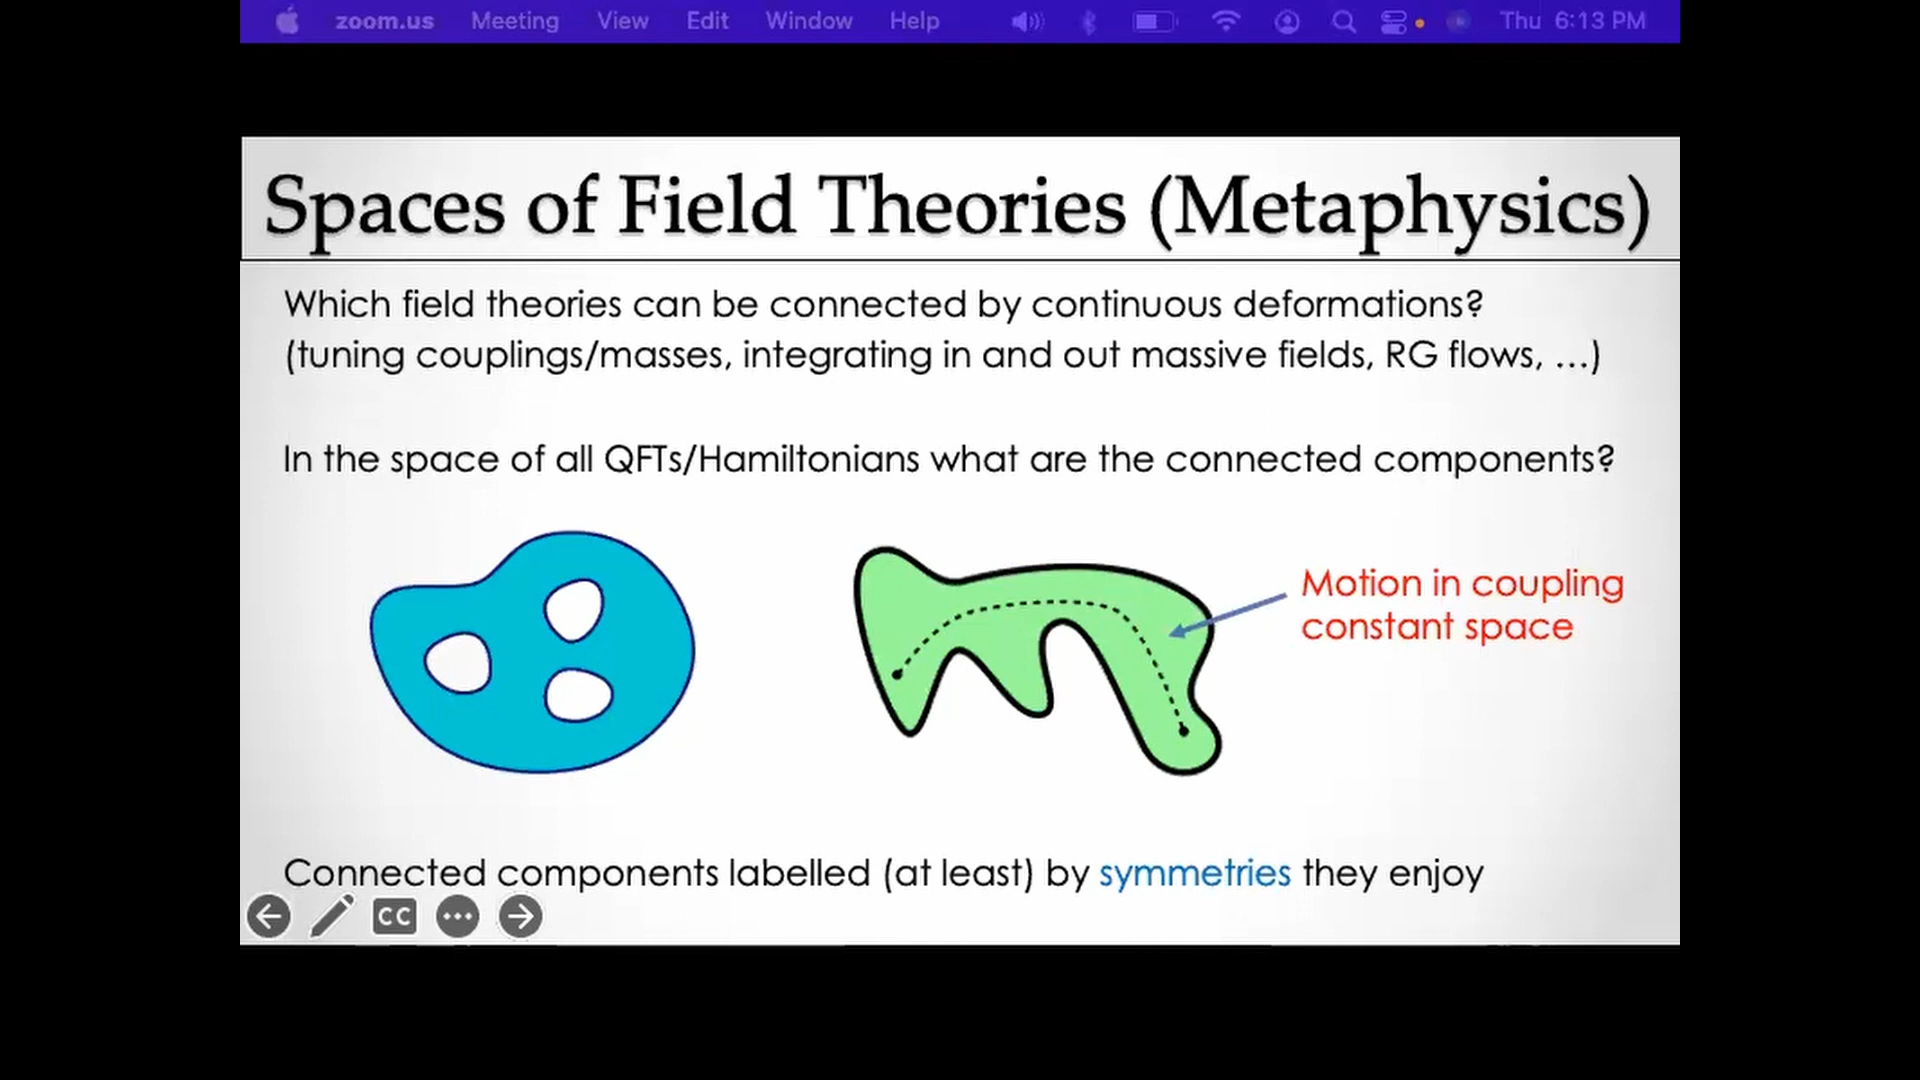 zoom.us Meeting View Edit Window Help Thu 6:13 PM
Spaces of Field Theories (Metaphysics)
Which field theories can be connected by continuous deformations?
(tuning couplings/masses, integrating in and out massive fields, RG flows, …)
In the space of all QFTs/Hamiltonians what are the connected components?
Motion in coupling
constant space
Connected components labelled (at least) by symmetries they enjoy
CC